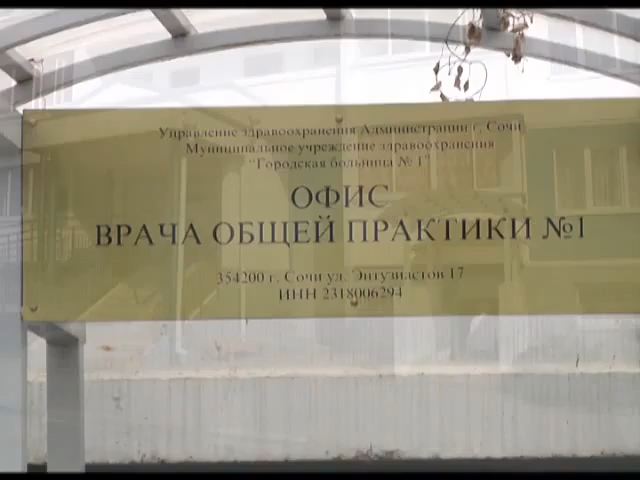 Управление здравоохранения Администрации г. Сочи
Муниципальное учреждение здравоохранения
"Городская больница № 1"
ОФИС
ВРАЧА ОБЩЕЙ ПРАКТИКИ №1
354200 г. Сочи ул. Энтузиастов 17
ИНН 2318006294